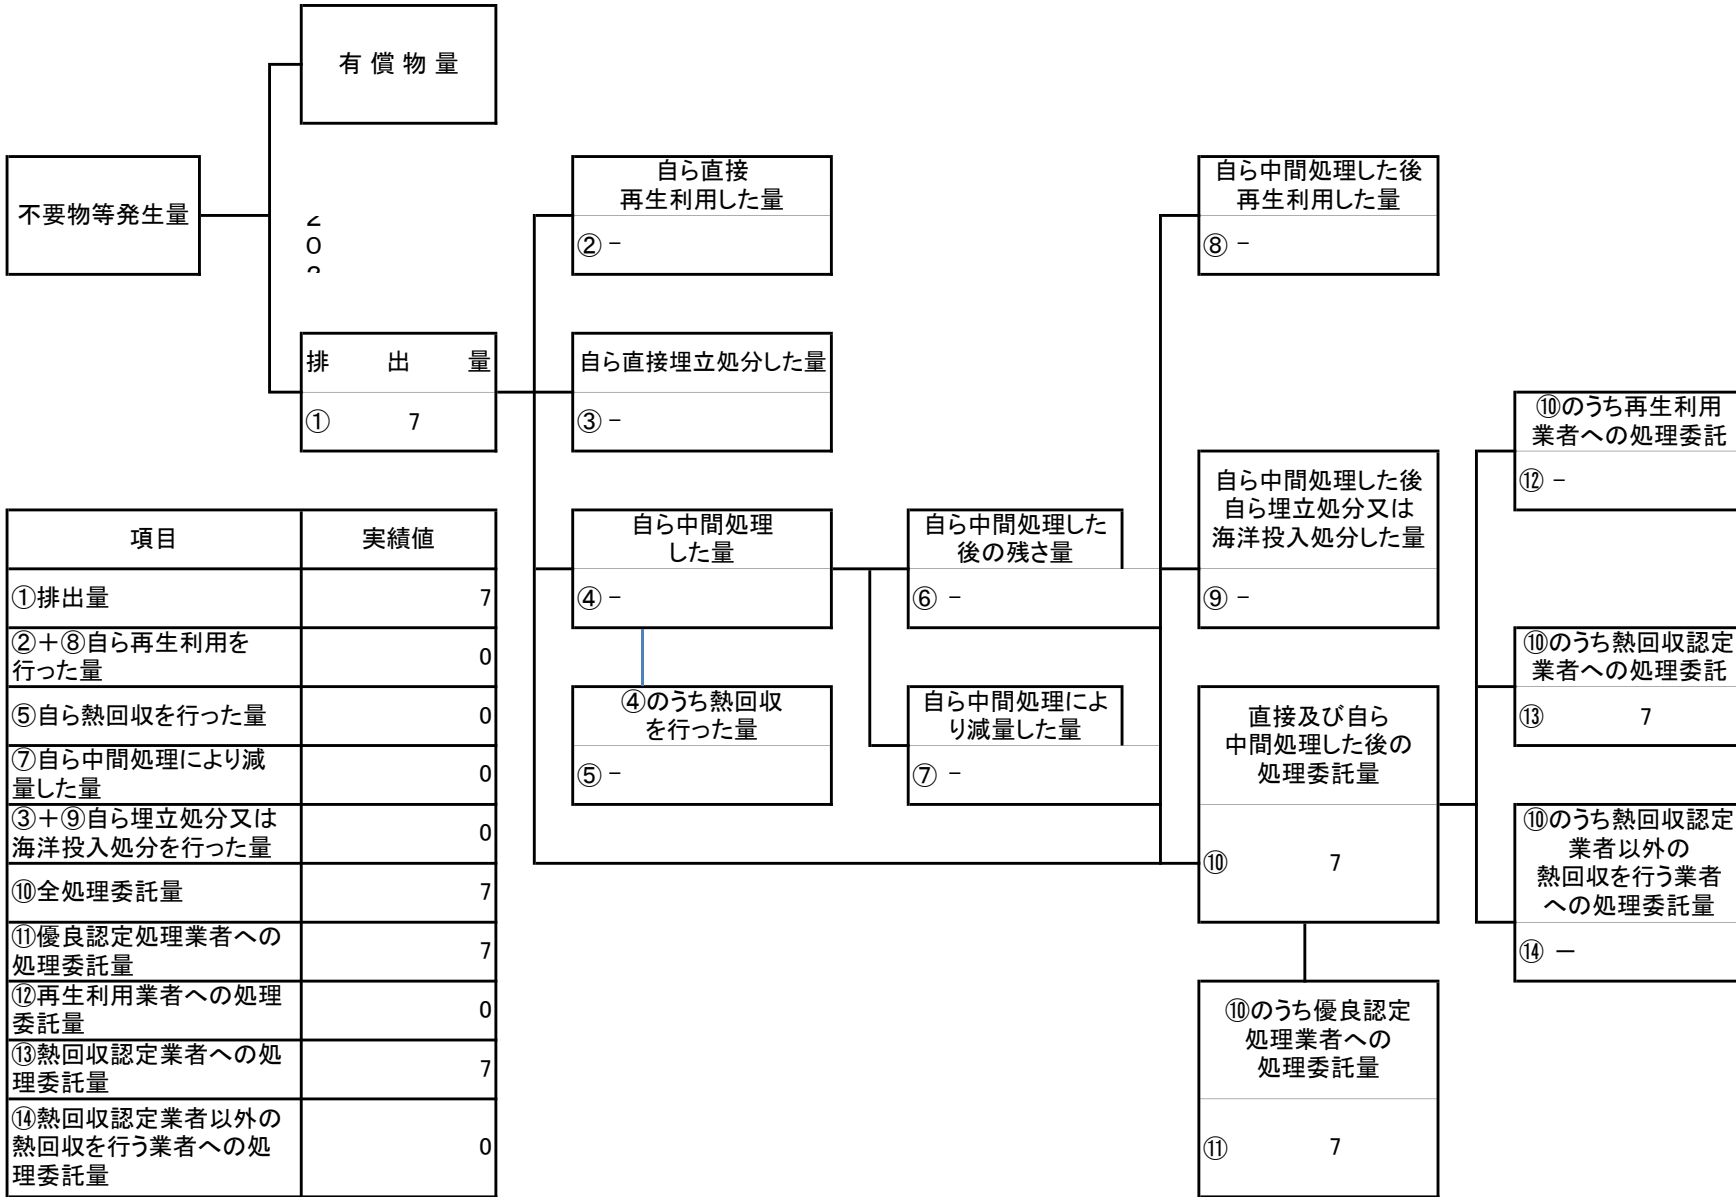 有償物量
不要物等発生量
自ら直接
再生利用した量
②－
自ら中間処理した後
再生利用した量
⑧－
0
排　出　量
① 7
自ら直接埋立処分した量
③－
⑩のうち再生利用
業者への処理委託
⑫－
自ら中間処理
した量
④－
自ら中間処理した
後の残さ量
⑥－
自ら中間処理した後
自ら埋立処分又は
海洋投入処分した量
⑨－
④のうち熱回収
を行った量
⑤－
自ら中間処理によ
り減量した量
⑦－
直接及び自ら
中間処理した後の
処理委託量
⑩ 7
⑩のうち熱回収認定
業者への処理委託
⑬ 7
⑩のうち熱回収認定
業者以外の
熱回収を行う業者
への処理委託量
⑭ －
⑩のうち優良認定
処理業者への
処理委託量
⑪ 7
項目 実績値
①排出量 7
②＋⑧自ら再生利用を
行った量 0
⑤自ら熱回収を行った量 0
⑦自ら中間処理により減
量した量 0
③＋⑨自ら埋立処分又は
海洋投入処分を行った量 0
⑩全処理委託量 7
⑪優良認定処理業者への
処理委託量 7
⑫再生利用業者への処理
委託量 0
⑬熱回収認定業者への処
理委託量 7
⑭熱回収認定業者以外の
熱回収を行う業者への処
理委託量 0